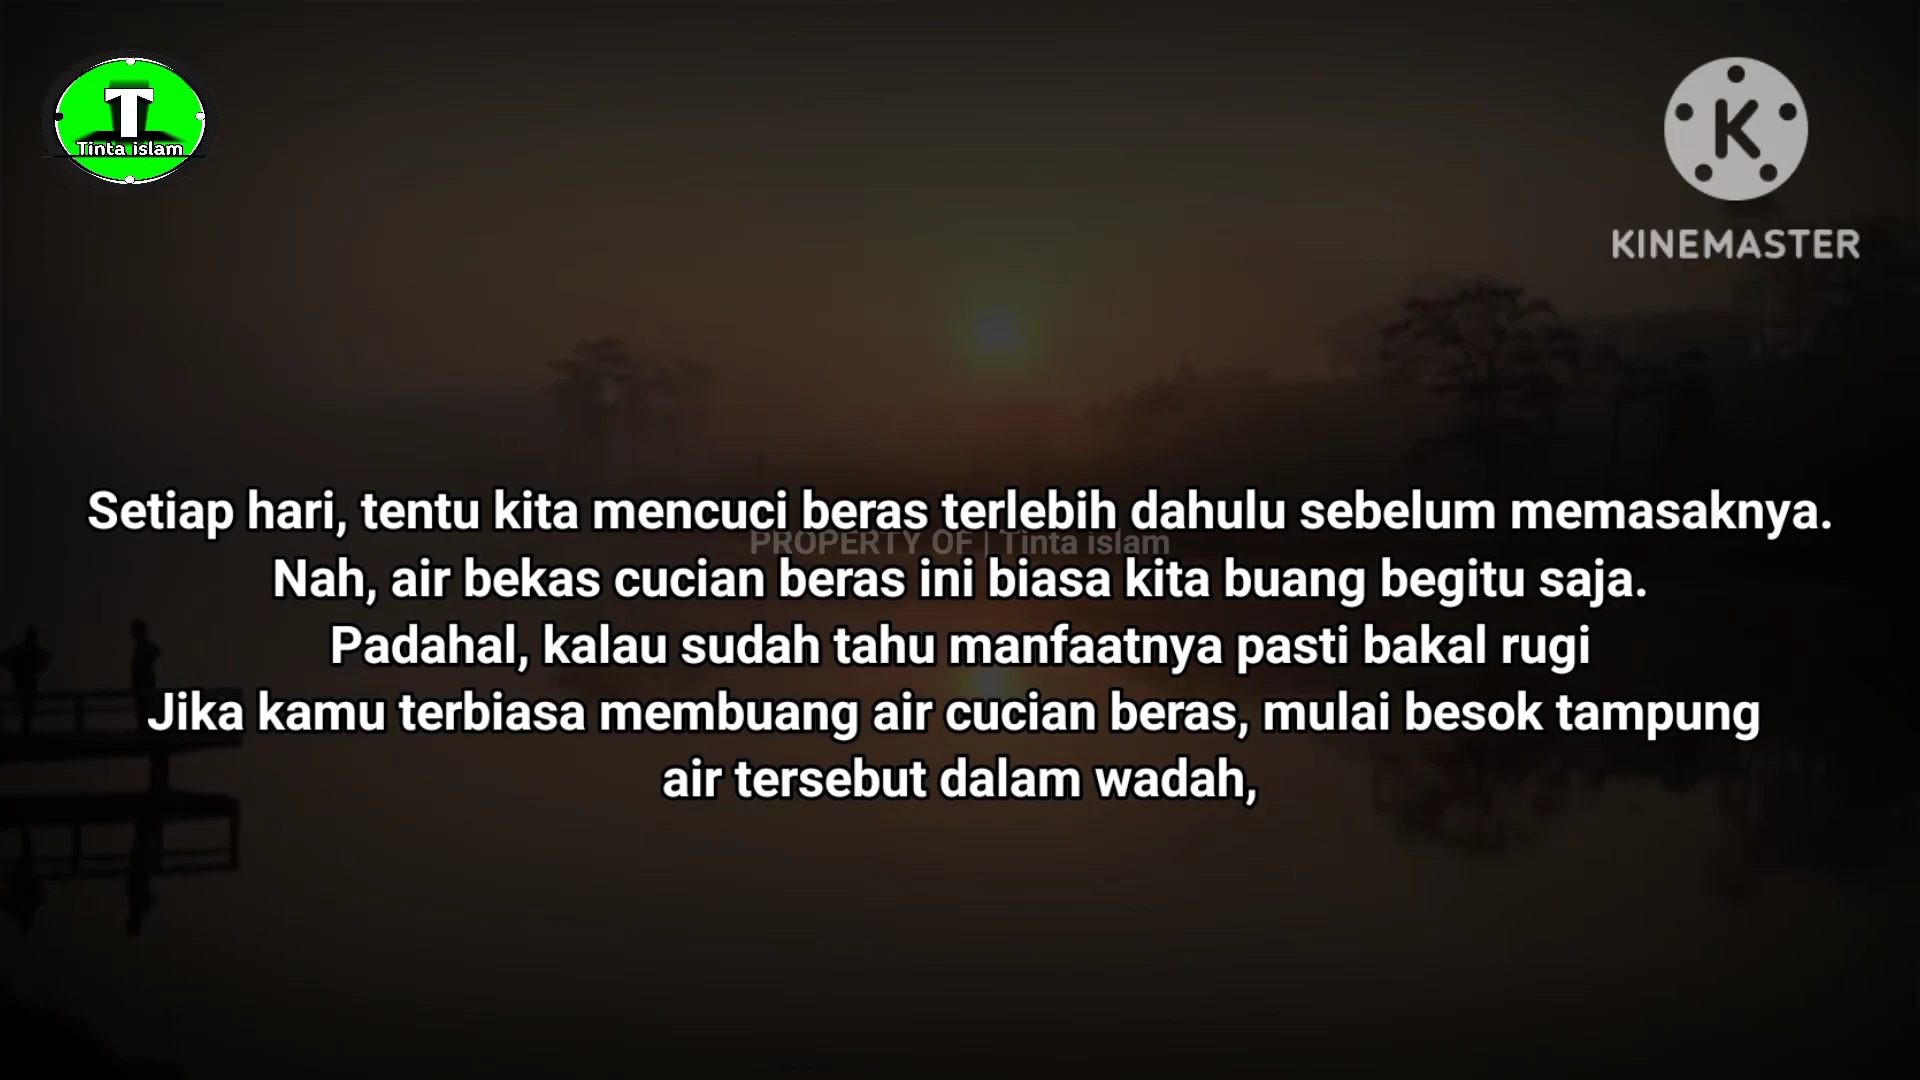 T
Tinta islam
K
KINEMASTER
Setiap hari, tentu kita mencuci beras terlebih dahulu sebelum memasaknya.
PROPERTY OF | Tinta islam
Nah, air bekas cucian beras ini biasa kita buang begitu saja.
Padahal, kalau sudah tahu manfaatnya pasti bakal rugi
Jika kamu terbiasa membuang air cucian beras, mulai besok tampung
air tersebut dalam wadah,